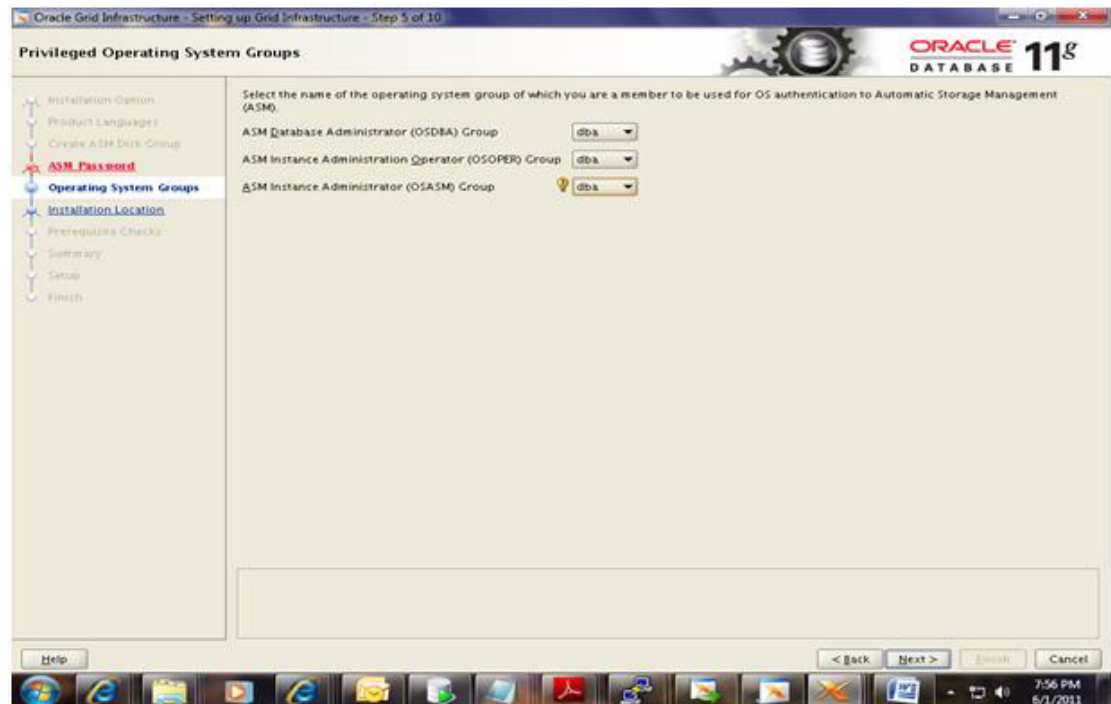 Oracle Grid Infrastructure - Setting up Grid Infrastructure - Step 5 of 10
Privileged Operating System Groups
ORACLE
DATABASE
11g
Installation Option
Product Languages
Create ASM Disk Group
ASM Password
Operating System Groups
Installation Location
Prerequisite Checks
Summary
Setup
Finish
Select the name of the operating system group of which you are a member to be used for OS authentication to Automatic Storage Management
(ASM).
ASM Database Administrator (OSDBA) Group dba
ASM Instance Administration Operator (OSOPER) Group dba
ASM Instance Administrator (OSASM) Group dba
Help
< Back Next > Finish Cancel
7:56 PM
6/1/2011